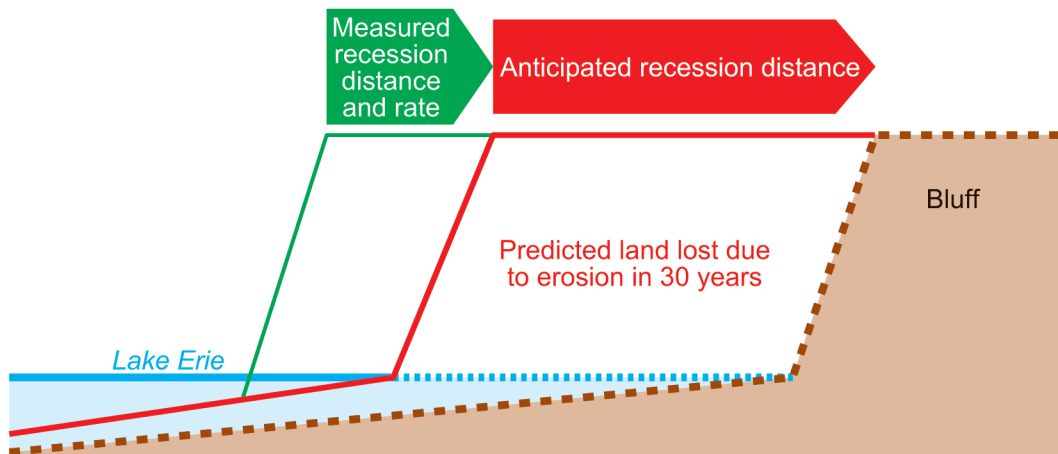 Measured
recession
distance
and rate
Anticipated recession distance
Bluff
Predicted land lost due
to erosion in 30 years
Lake Erie